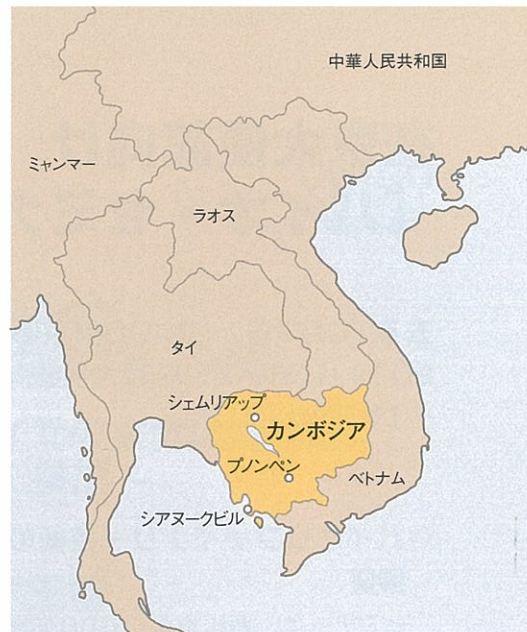 中華人民共和国
ミャンマー
ラオス
タイ
シェムリアップ
カンボジア
プノンペン
ベトナム
シアヌークビル